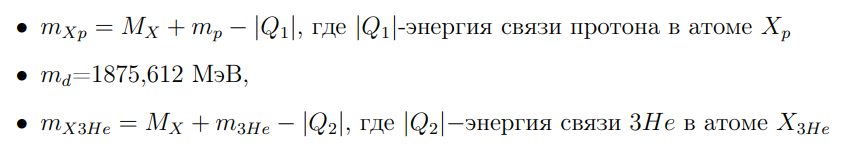 • m_{Xp} = M_X + m_p − |Q_1|, где |Q_1|-энергия связи протона в атоме X_p
• m_d=1875,612 МэВ,
• m_{X3He} = M_X + m_{3He} − |Q_2|, где |Q_2|−энергия связи 3He в атоме X_{3He}